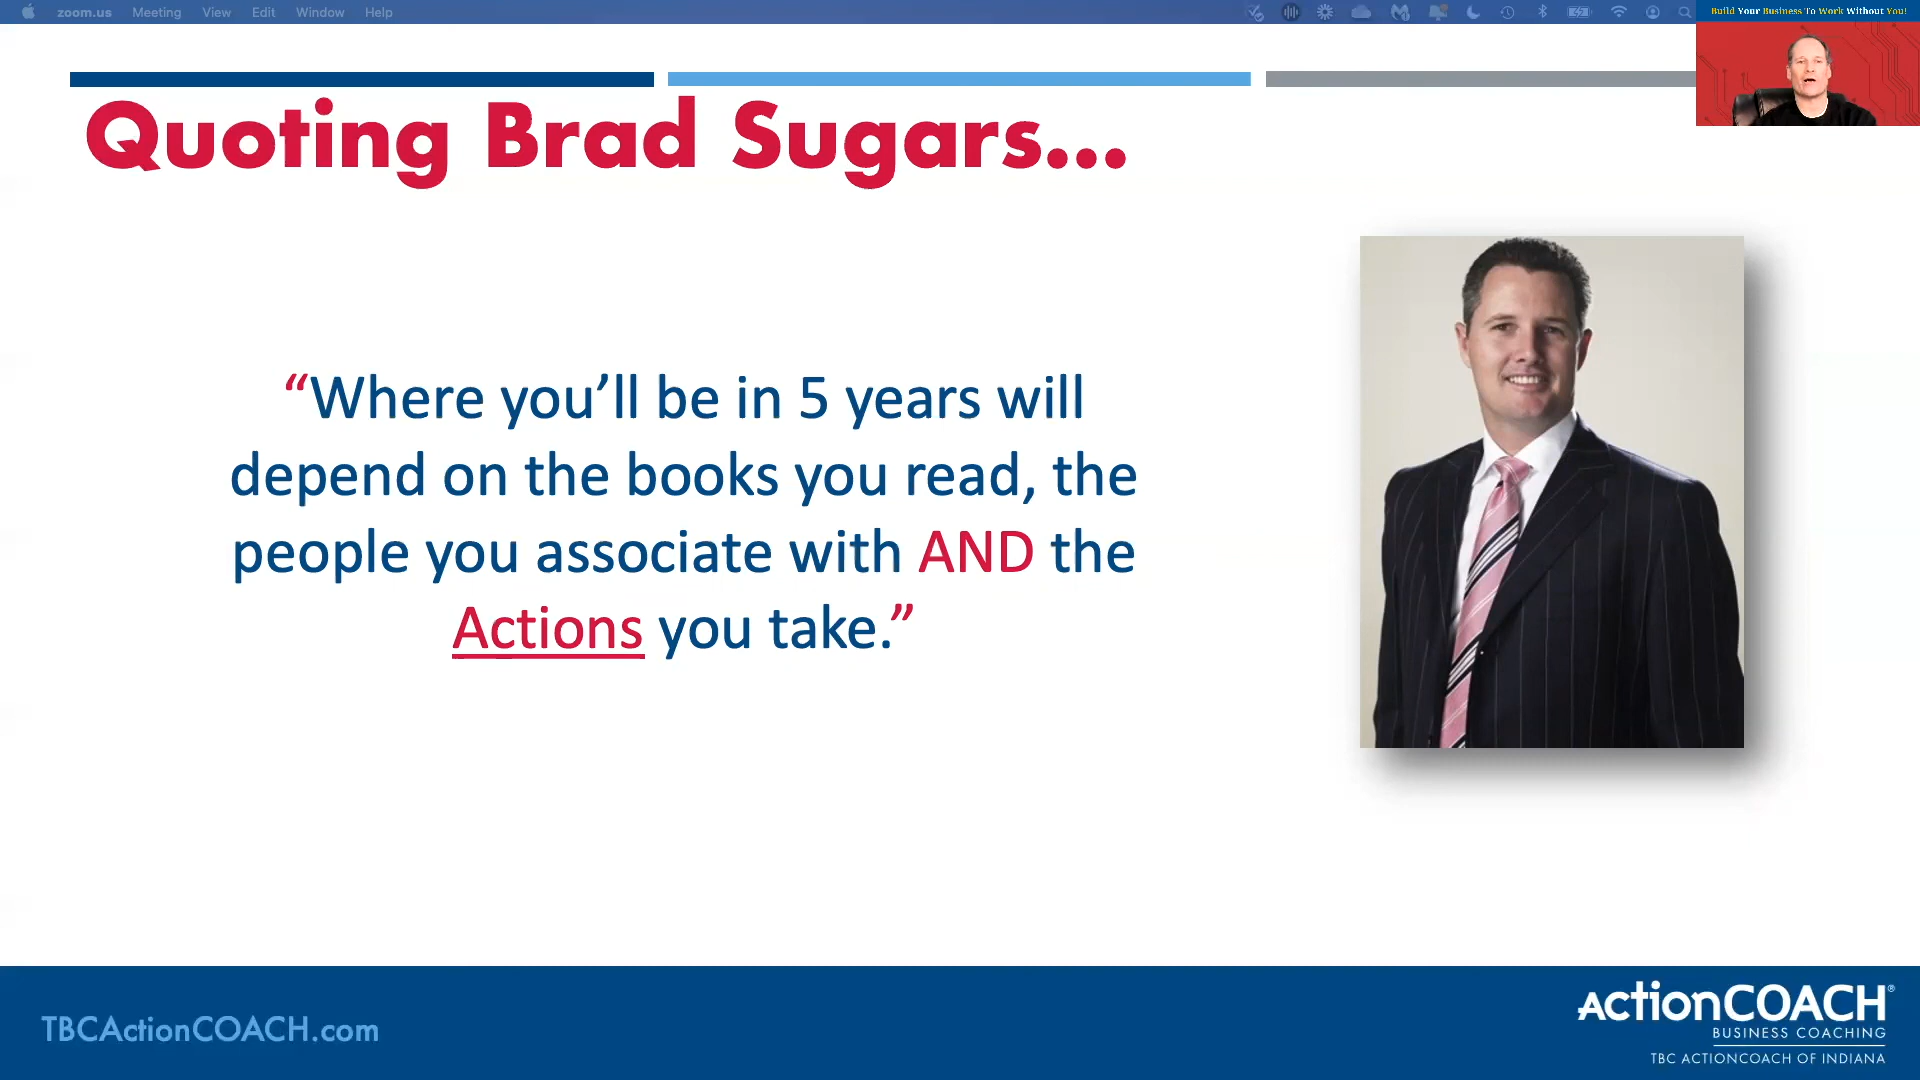 zoom.us Meeting View Edit Window Help
Build Your Business To Work Without You!
Quoting Brad Sugars...
“Where you’ll be in 5 years will
depend on the books you read, the
people you associate with AND the
Actions you take.”
TBCActionCOACH.com
actionCOACH®
BUSINESS COACHING
TBC ACTIONCOACH OF INDIANA